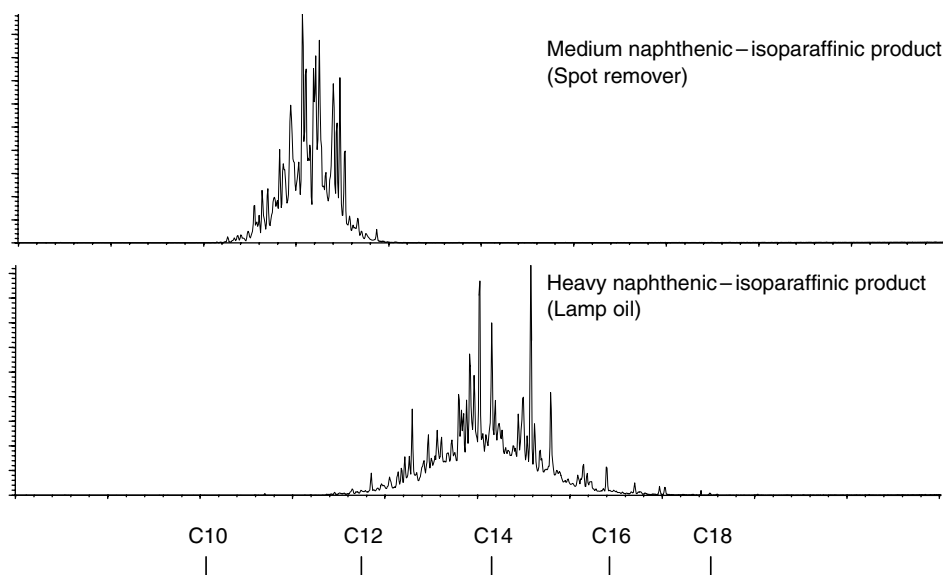 Medium naphthenic–isoparaffinic product
(Spot remover)
Heavy naphthenic–isoparaffinic product
(Lamp oil)
C10 C12 C14 C16 C18